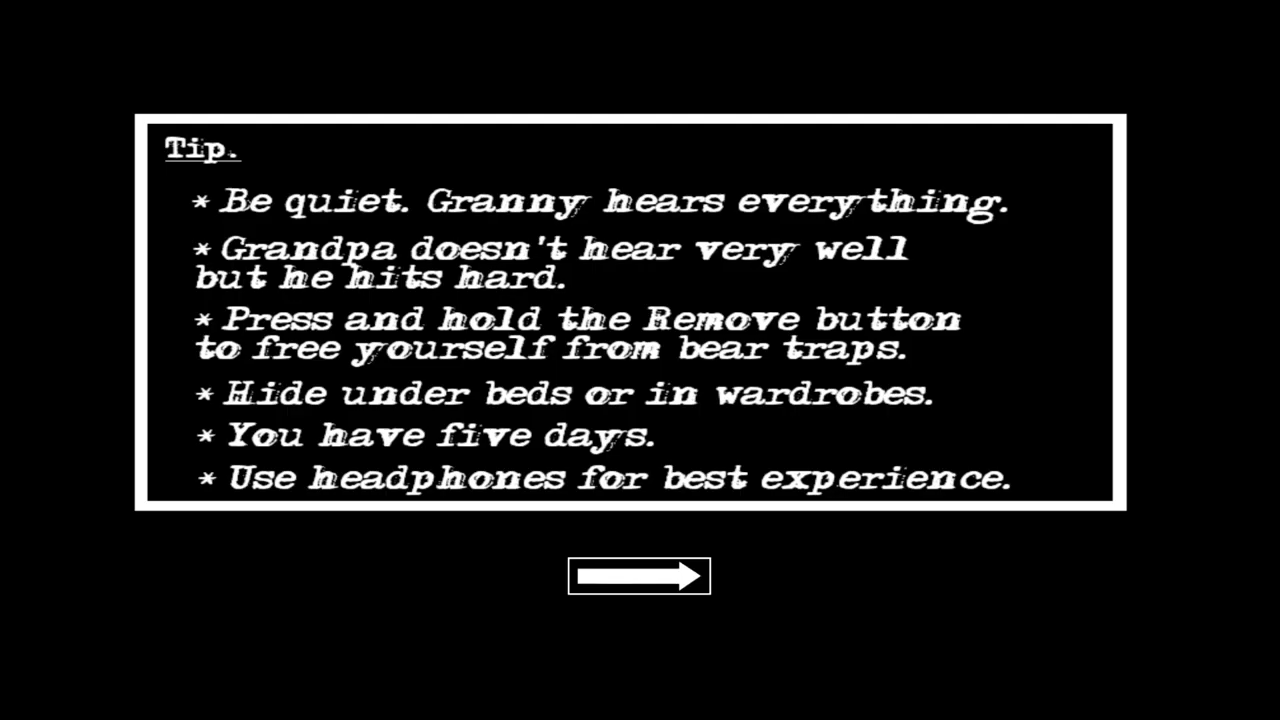 Tip.
* Be quiet. Granny hears everything.
* Grandpa doesn't hear very well
but he hits hard.
* Press and hold the Remove button
to free yourself from bear traps.
* Hide under beds or in wardrobes.
* You have five days.
* Use headphones for best experience.